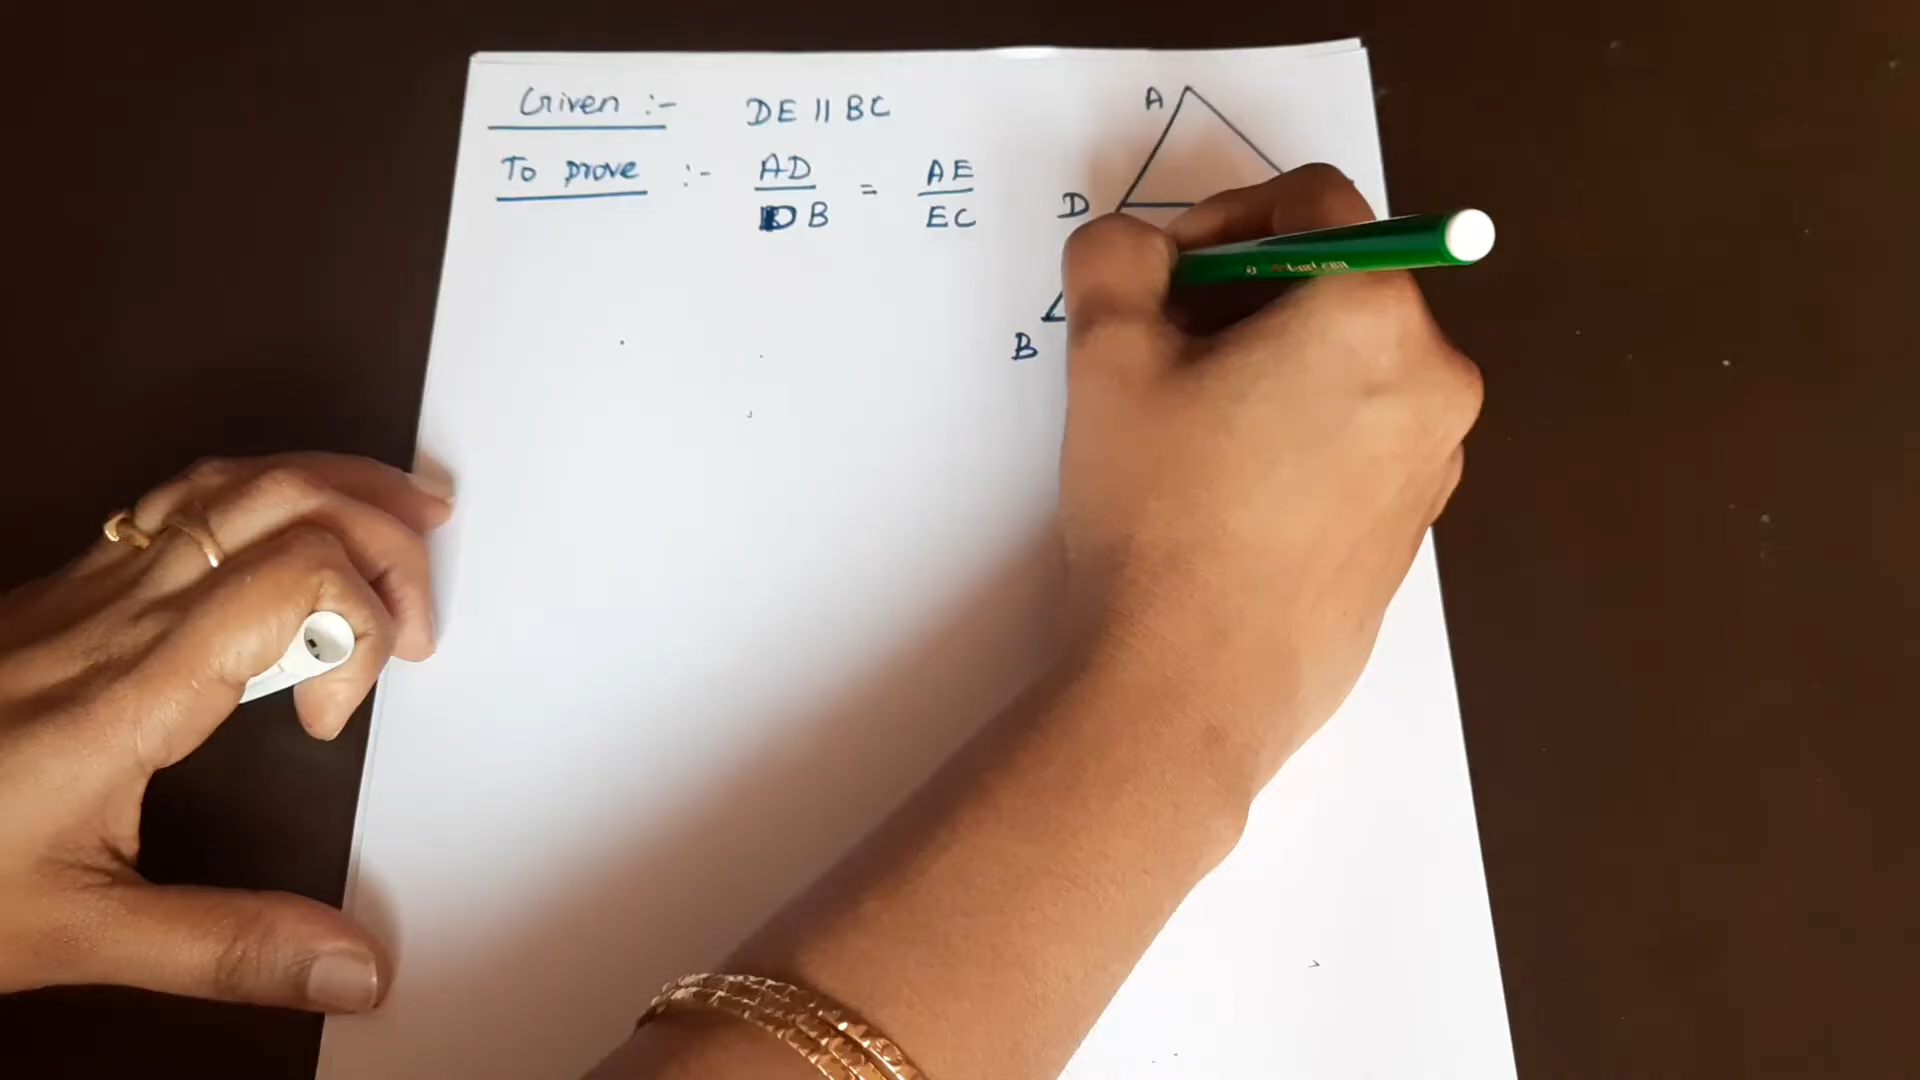 Given :- DE || BC
To prove :- AD/DB = AE/EC
A
D
B